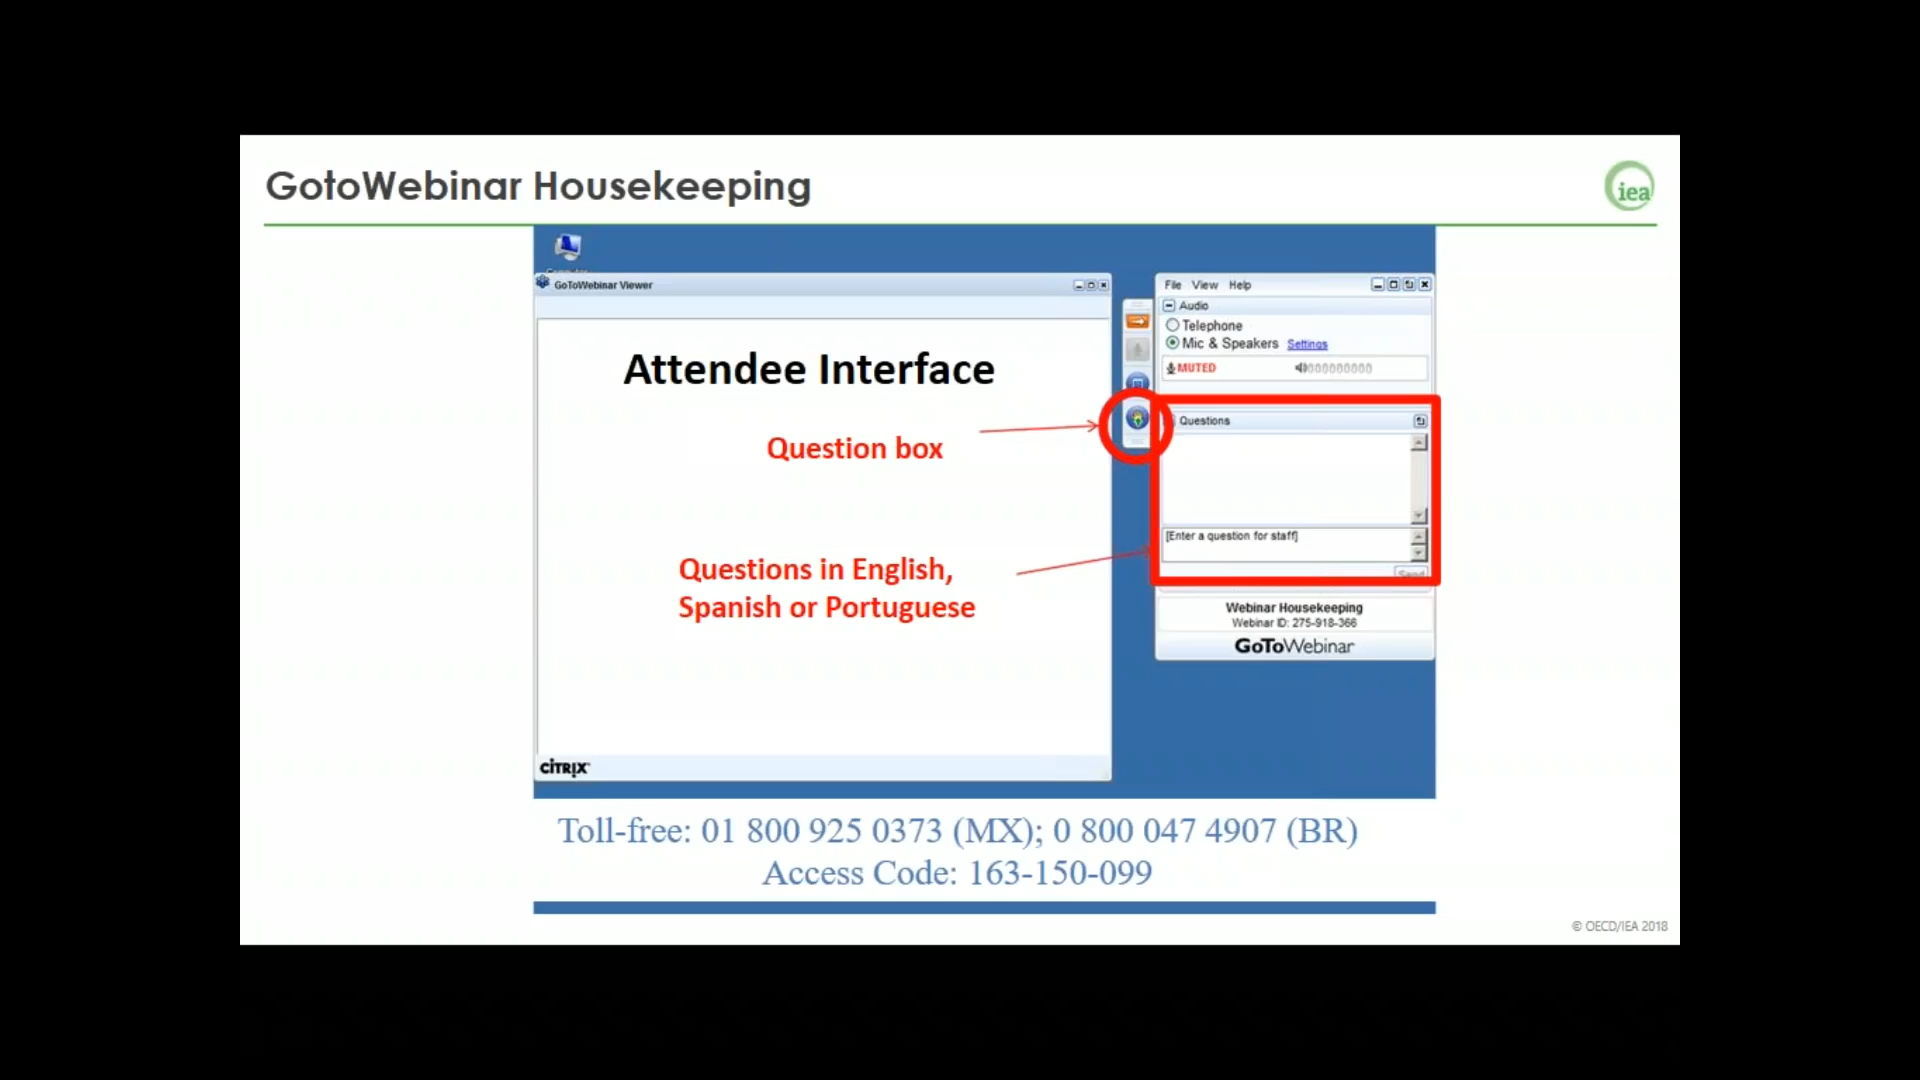 GotoWebinar Housekeeping
iea
GoToWebinar Viewer
File View Help
Audio
Telephone
Mic & Speakers Settings
MUTED
Attendee Interface
Questions
Question box
[Enter a question for staff]
Questions in English,
Spanish or Portuguese
Send
Webinar Housekeeping
Webinar ID: 275-918-366
GoToWebinar
CİTRIX
Toll-free: 01 800 925 0373 (MX); 0 800 047 4907 (BR)
Access Code: 163-150-099
© OECD/IEA 2018